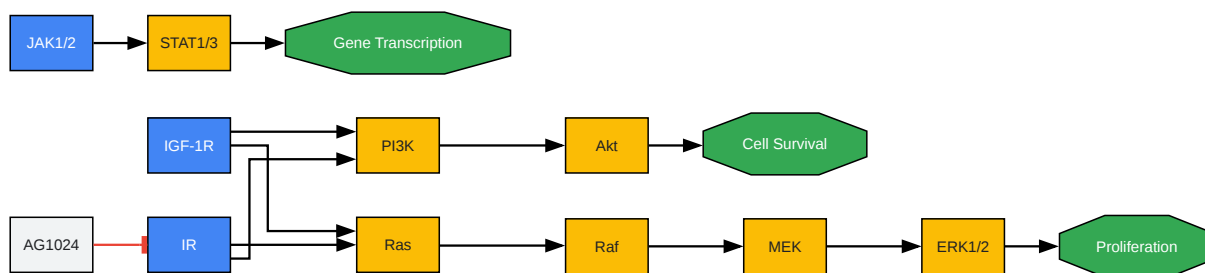 JAK1/2
STAT1/3
Gene Transcription
IGF-1R
PI3K
Akt
Cell Survival
AG1024
IR
Ras
Raf
MEK
ERK1/2
Proliferation